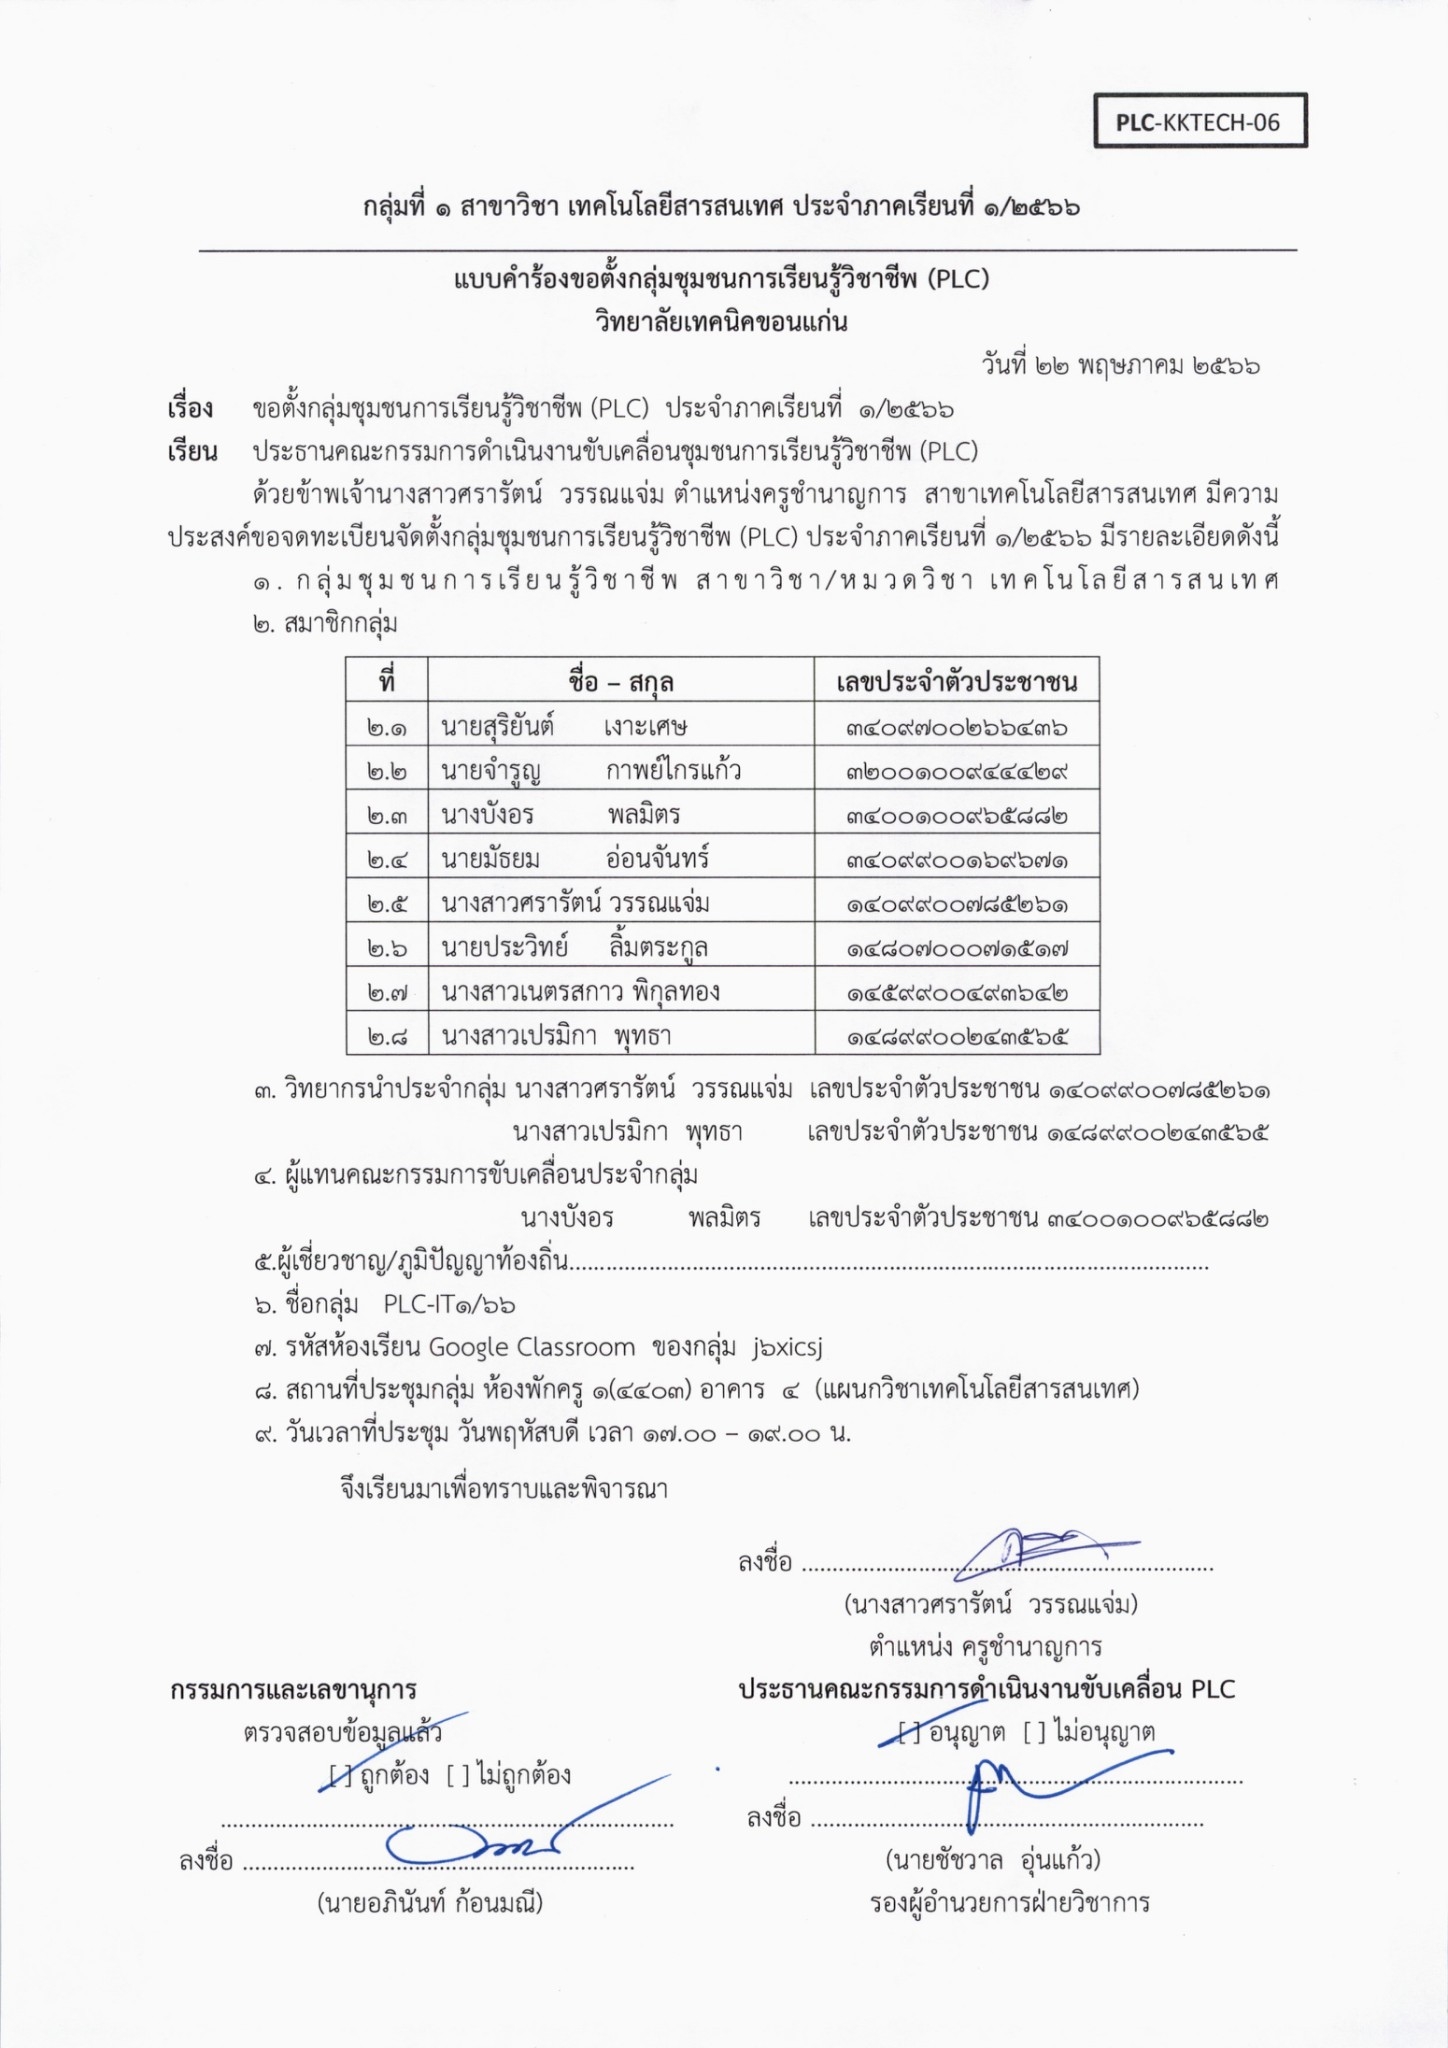 PLC-KKTECH-06
กลุ่มที่ ๑ สาขาวิชา เทคโนโลยีสารสนเทศ ประจำภาคเรียนที่ ๑/๒๕๖๖
แบบคำร้องขอตั้งกลุ่มชุมชนการเรียนรู้วิชาชีพ (PLC)
วิทยาลัยเทคนิคขอนแก่น
วันที่ ๒๒ พฤษภาคม ๒๕๖๖
เรื่อง ขอตั้งกลุ่มชุมชนการเรียนรู้วิชาชีพ (PLC) ประจำภาคเรียนที่ ๑/๒๕๖๖
เรียน ประธานคณะกรรมการดำเนินงานขับเคลื่อนชุมชนการเรียนรู้วิชาชีพ (PLC)
ด้วยข้าพเจ้านางสาวศรารัตน์ วรรณแจ่ม ตำแหน่งครูชำนาญการ สาขาเทคโนโลยีสารสนเทศ มีความ
ประสงค์ขอจดทะเบียนจัดตั้งกลุ่มชุมชนการเรียนรู้วิชาชีพ (PLC) ประจำภาคเรียนที่ ๑/๒๕๖๖ มีรายละเอียดดังนี้
๑. กลุ่มชุมชนการเรียนรู้วิชาชีพ สาขาวิชา/หมวดวิชา เทคโนโลยีสารสนเทศ
๒. สมาชิกกลุ่ม
ที่ ชื่อ – สกุล เลขประจำตัวประชาชน
๒.๑ นายสุริยันต์ เงาะเศษ ๓๔๐๙๗๐๐๒๖๖๔๓๖
๒.๒ นายจำรูญ กาพย์ไกรแก้ว ๓๒๐๐๑๐๐๙๔๔๔๒๙
๒.๓ นางบังอร พลมิตร ๓๔๐๐๑๐๐๙๖๕๘๘๒
๒.๔ นายมัธยม อ่อนจันทร์ ๓๔๐๙๙๐๐๑๖๙๖๗๑
๒.๕ นางสาวศรารัตน์ วรรณแจ่ม ๑๔๐๙๙๐๐๗๘๕๒๖๑
๒.๖ นายประวิทย์ ลิ้มตระกูล ๑๔๘๐๗๐๐๐๗๑๕๑๗
๒.๗ นางสาวเนตรสกาว พิกุลทอง ๑๔๕๙๙๐๐๔๙๓๖๔๒
๒.๘ นางสาวเปรมิกา พุทธา ๑๔๘๙๙๐๐๒๔๓๕๖๕
๓. วิทยากรนำประจำกลุ่ม นางสาวศรารัตน์ วรรณแจ่ม เลขประจำตัวประชาชน ๑๔๐๙๙๐๐๗๘๕๒๖๑
นางสาวเปรมิกา พุทธา เลขประจำตัวประชาชน ๑๔๘๙๙๐๐๒๔๓๕๖๕
๔. ผู้แทนคณะกรรมการขับเคลื่อนประจำกลุ่ม
นางบังอร พลมิตร เลขประจำตัวประชาชน ๓๔๐๐๑๐๐๙๖๕๘๘๒
๕.ผู้เชี่ยวชาญ/ภูมิปัญญาท้องถิ่น........................................................................................................
๖. ชื่อกลุ่ม PLC-IT๑/๖๖
๗. รหัสห้องเรียน Google Classroom ของกลุ่ม j๖xicsj
๘. สถานที่ประชุมกลุ่ม ห้องพักครู ๑(๔๔๐๓) อาคาร ๔ (แผนกวิชาเทคโนโลยีสารสนเทศ)
๙. วันเวลาที่ประชุม วันพฤหัสบดี เวลา ๑๗.๐๐ – ๑๙.๐๐ น.
จึงเรียนมาเพื่อทราบและพิจารณา
ลงชื่อ ...................................................................
(นางสาวศรารัตน์ วรรณแจ่ม)
ตำแหน่ง ครูชำนาญการ
กรรมการและเลขานุการ ประธานคณะกรรมการดำเนินงานขับเคลื่อน PLC
ตรวจสอบข้อมูลแล้ว [ ] อนุญาต [ ] ไม่อนุญาต
[ ] ถูกต้อง [ ] ไม่ถูกต้อง
ลงชื่อ ................................................................
ลงชื่อ ................................................................
(นายชัชวาล อุ่นแก้ว)
(นายอภินันท์ ก้อนมณี) รองผู้อำนวยการฝ่ายวิชาการ